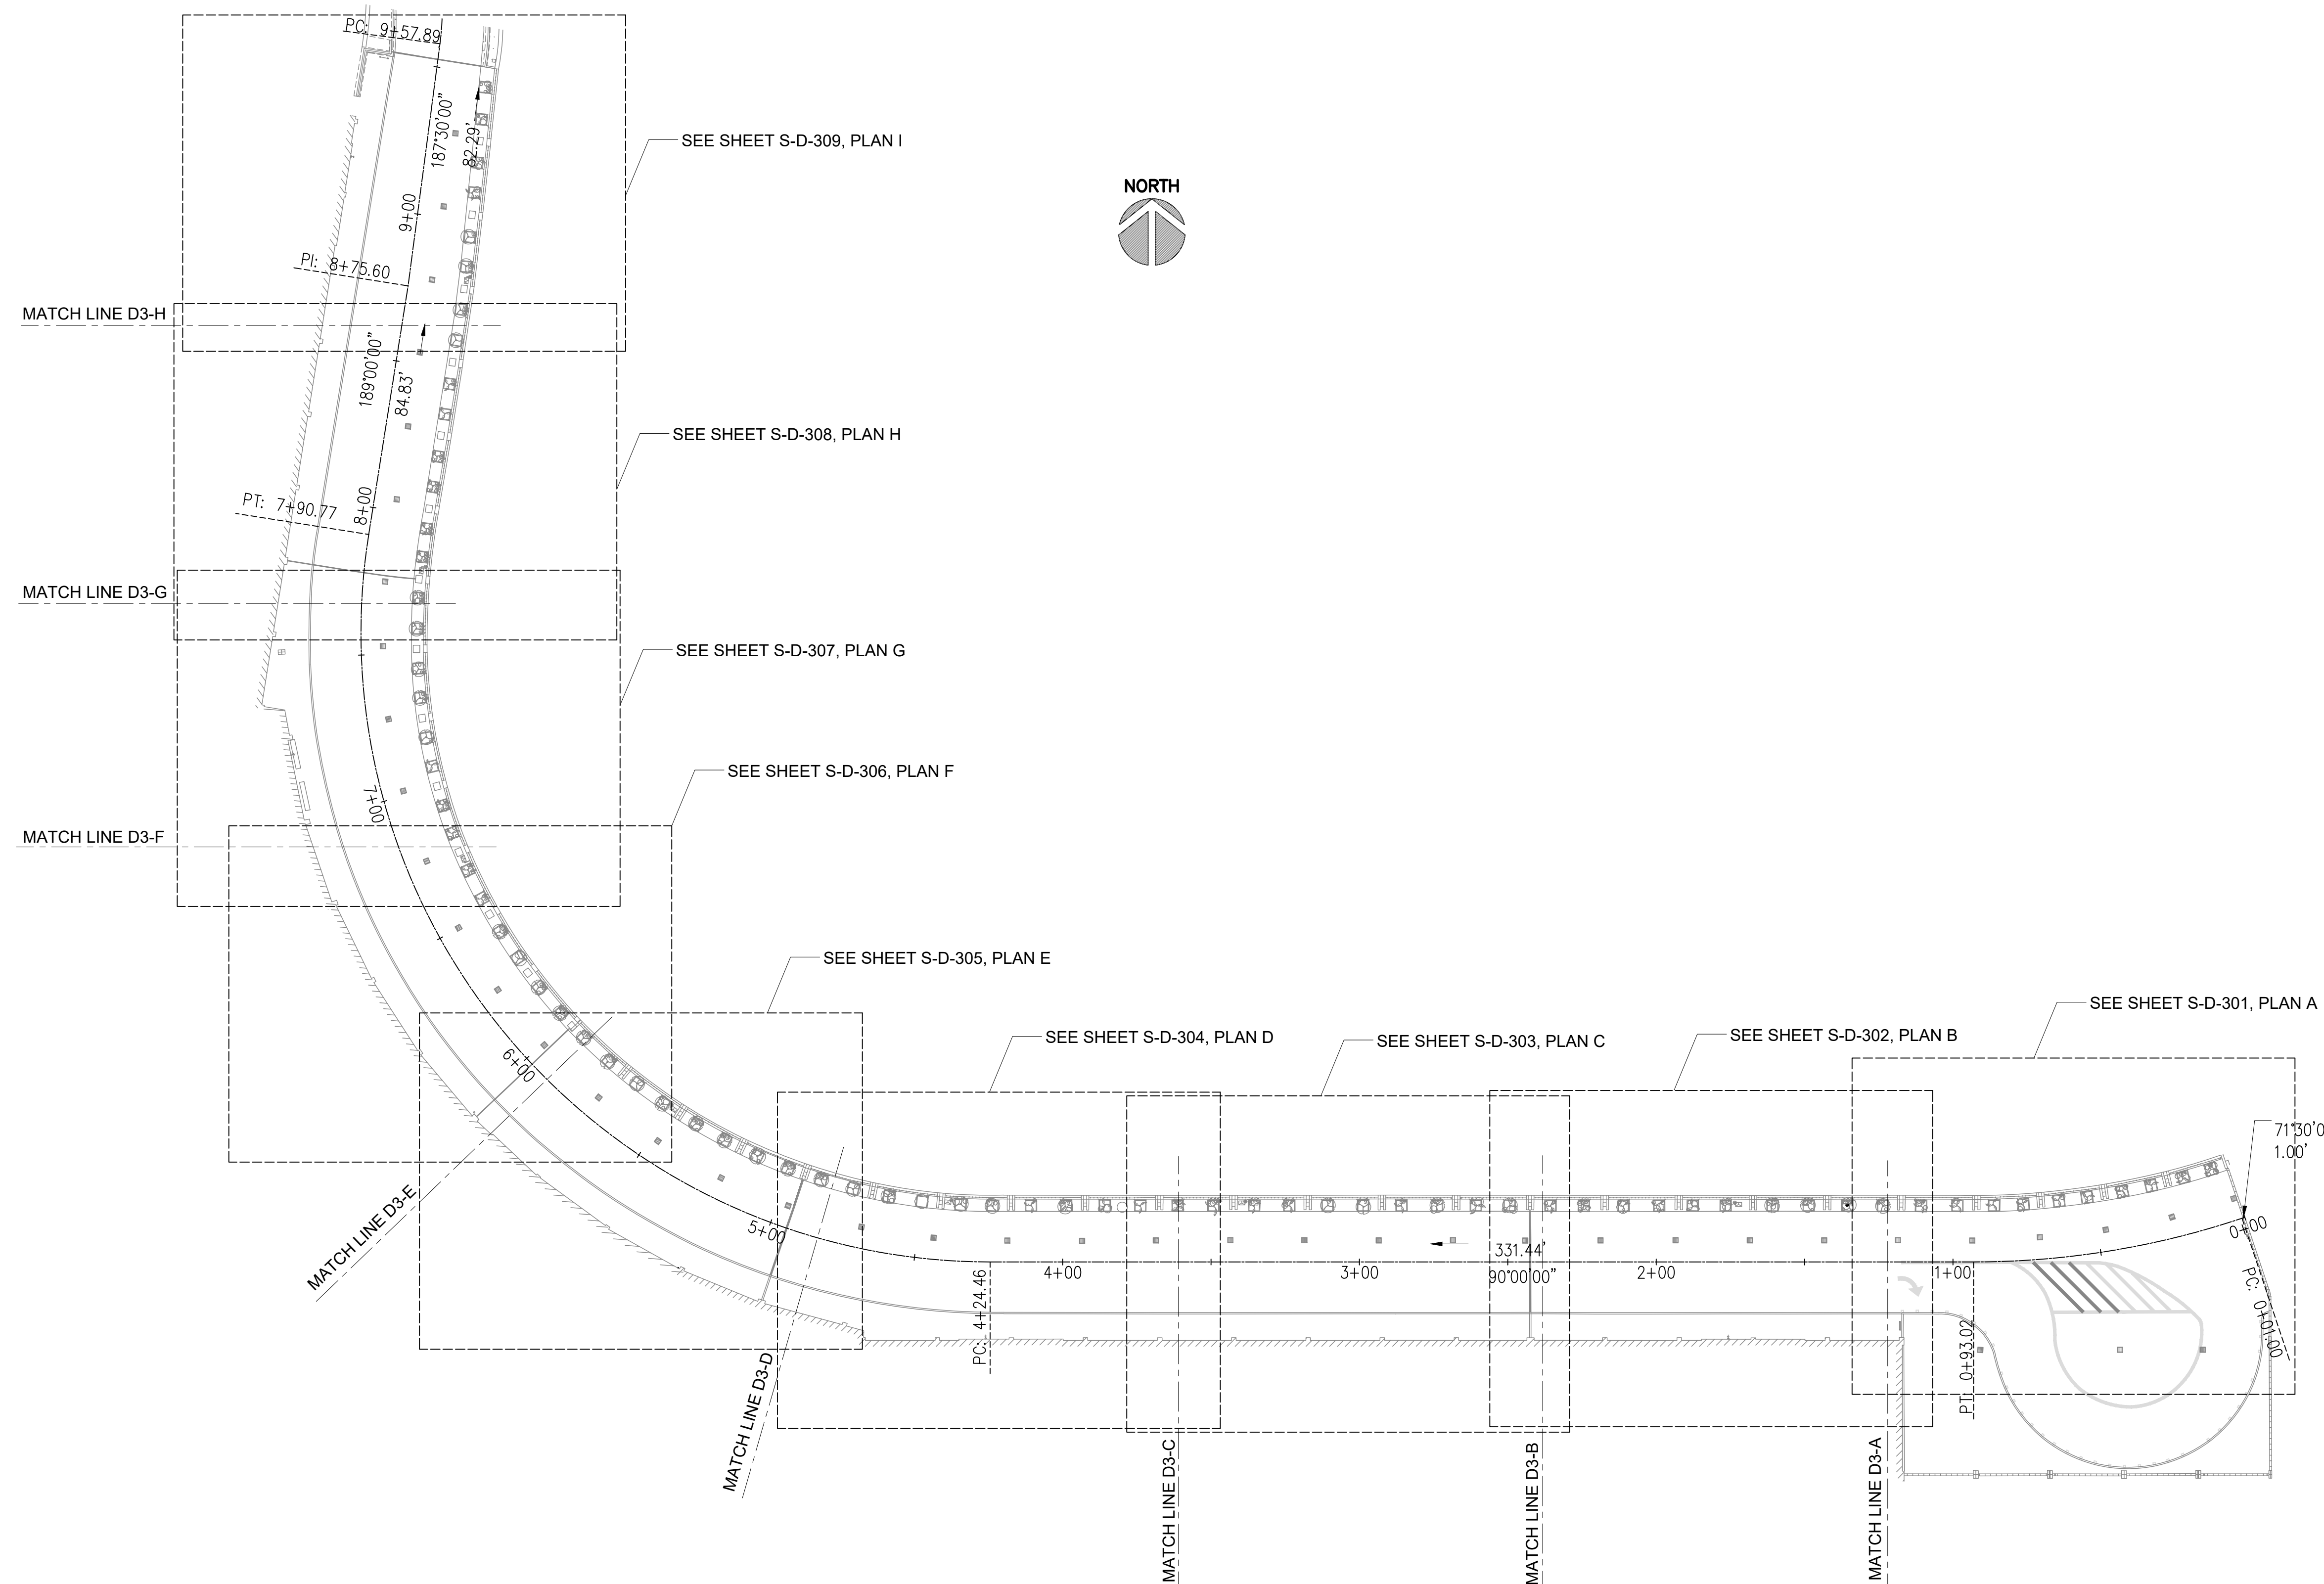 PC: 9+57.89
187°30'00"
82.29'
SEE SHEET S-D-309, PLAN I
NORTH
9+00
PI: 8+75.60
MATCH LINE D3-H
189°00'00"
84.83'
SEE SHEET S-D-308, PLAN H
PT: 7+90.77
8+00
MATCH LINE D3-G
SEE SHEET S-D-307, PLAN G
SEE SHEET S-D-306, PLAN F
7+00
MATCH LINE D3-F
SEE SHEET S-D-305, PLAN E
SEE SHEET S-D-304, PLAN D
SEE SHEET S-D-303, PLAN C
SEE SHEET S-D-302, PLAN B
SEE SHEET S-D-301, PLAN A
6+00
71°30'0
1.00'
MATCH LINE D3-E
5+00
0+00
331.44'
4+00
3+00
90°00'00"
2+00
1+00
PC: 4+24.46
PT: 0+93.02
PC: 0+01.00
MATCH LINE D3-D
MATCH LINE D3-C
MATCH LINE D3-B
MATCH LINE D3-A